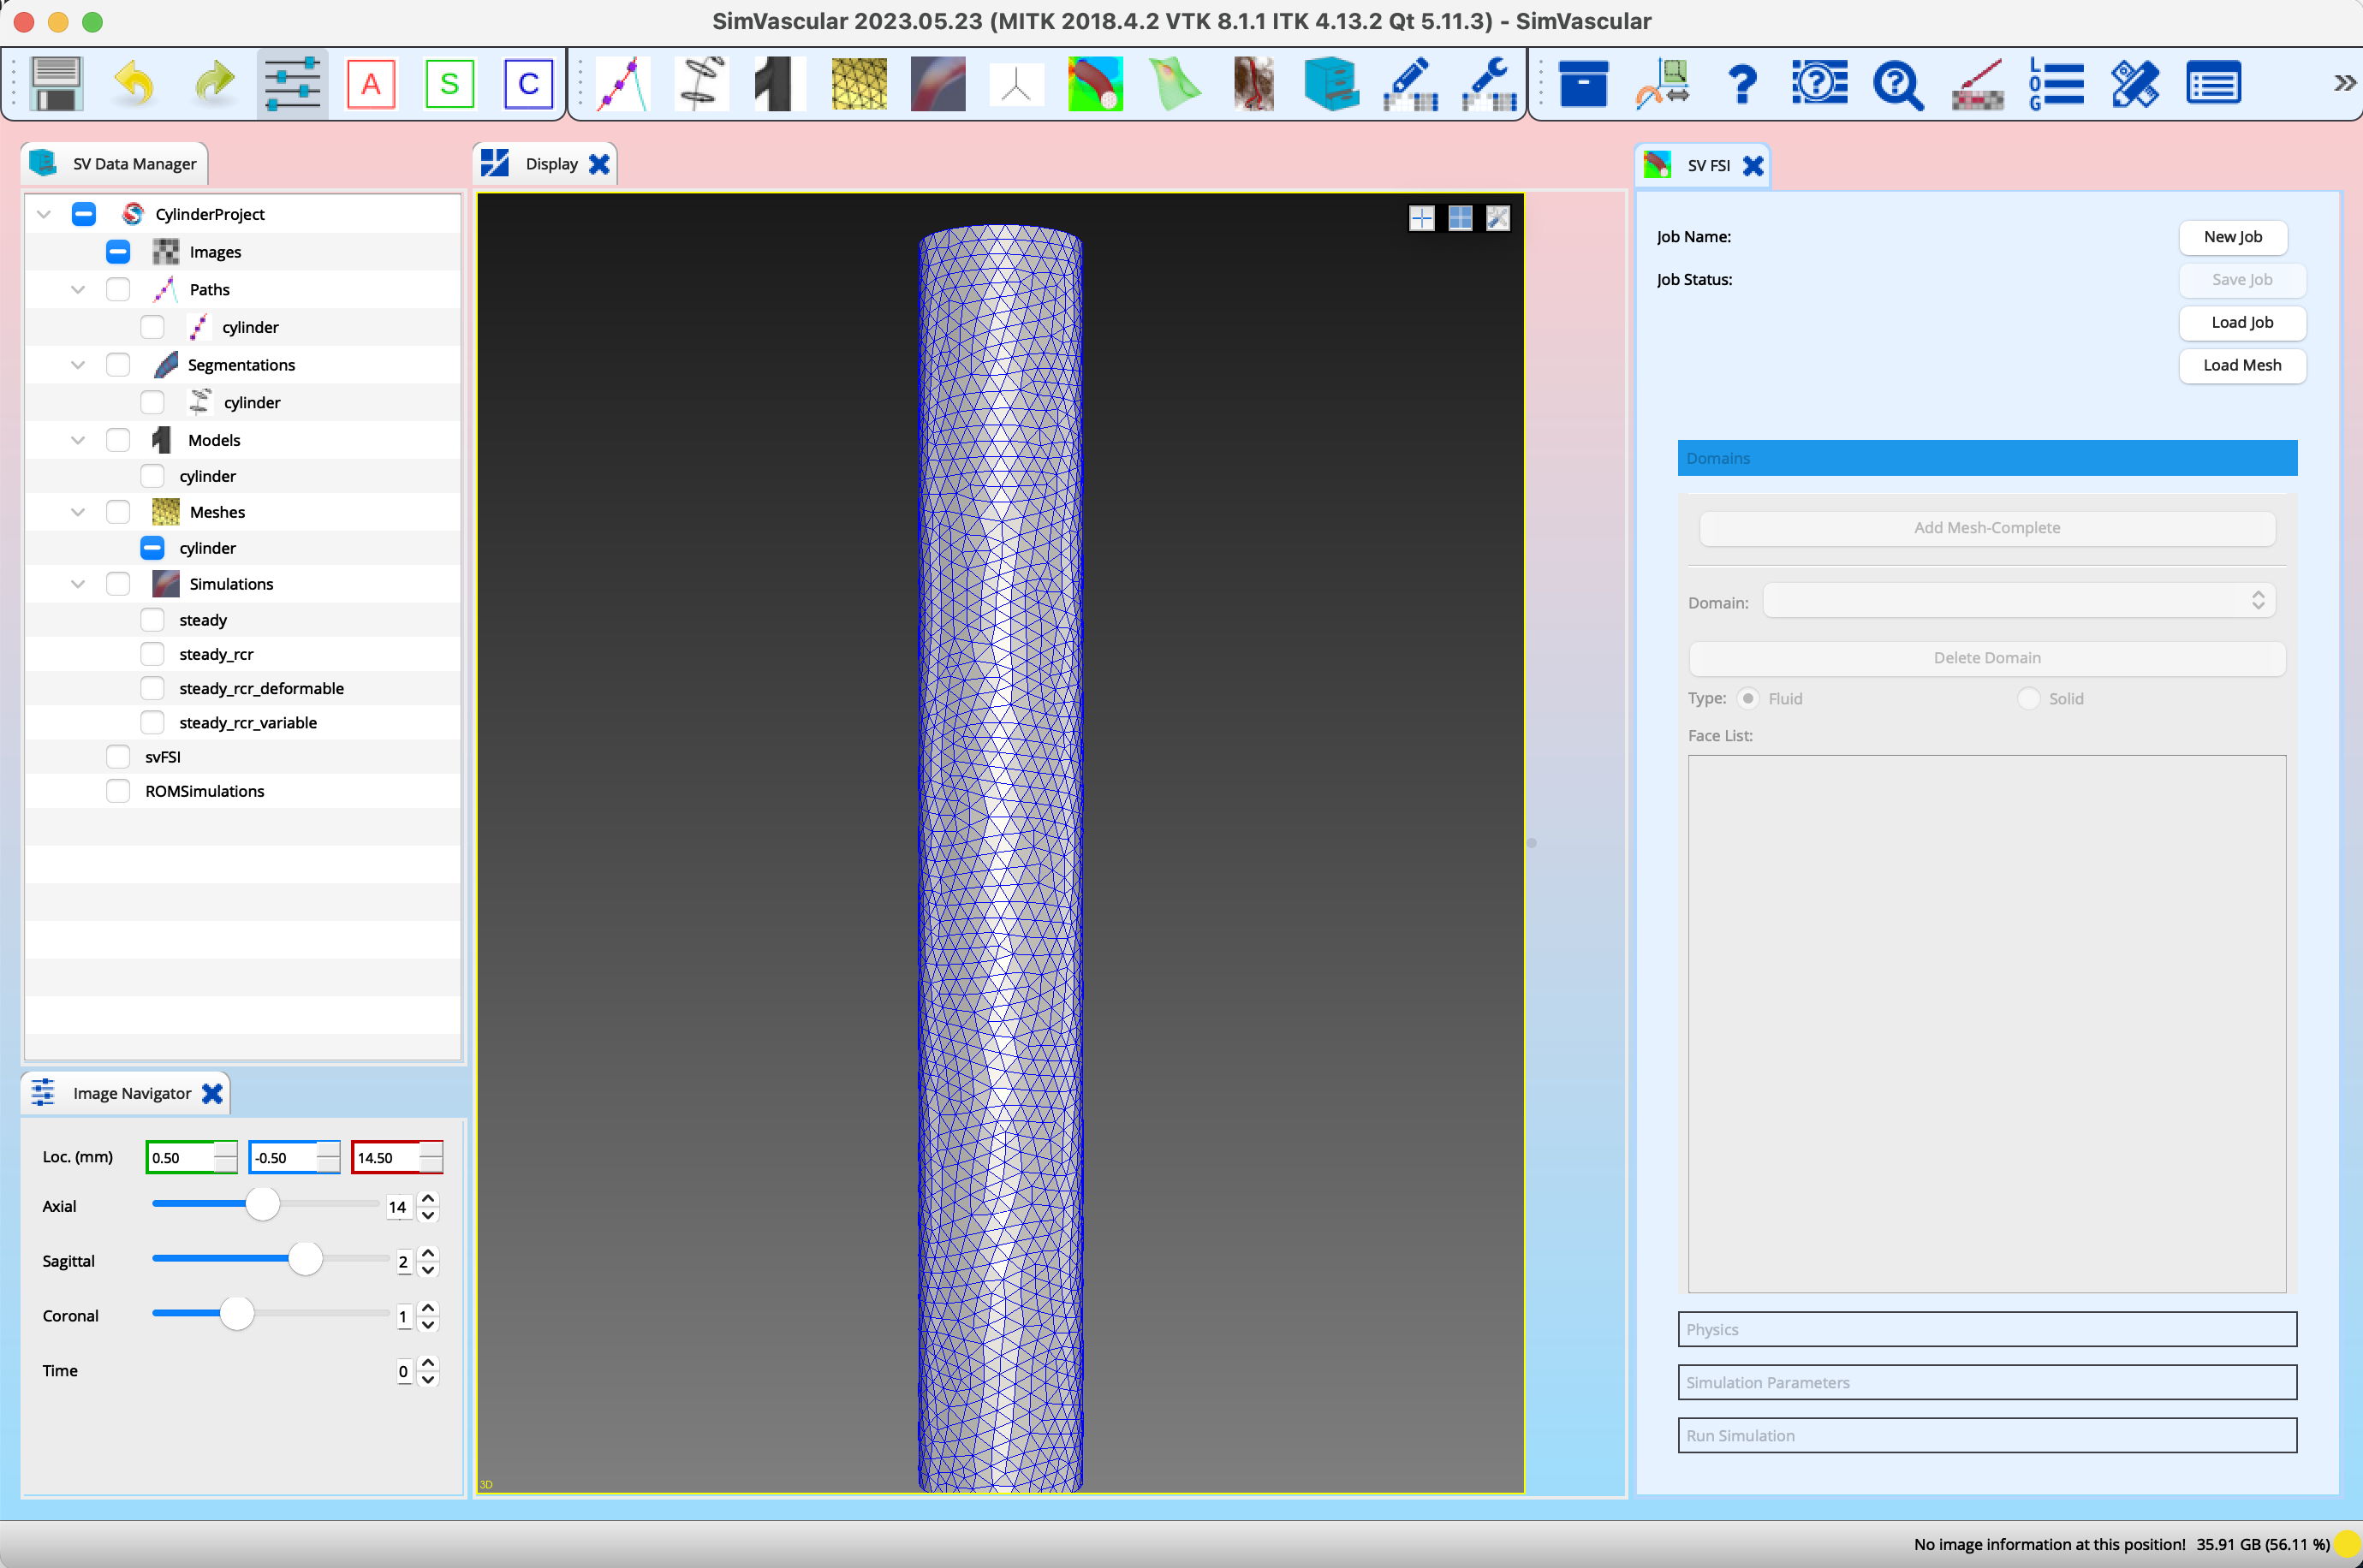 SimVascular 2023.05.23 (MITK 2018.4.2 VTK 8.1.1 ITK 4.13.2 Qt 5.11.3) - SimVascular
A
S
C
LOG
SV Data Manager
CylinderProject
Images
Paths
cylinder
Segmentations
cylinder
Models
cylinder
Meshes
cylinder
Simulations
steady
steady_rcr
steady_rcr_deformable
steady_rcr_variable
svFSI
ROMSimulations
Image Navigator
Loc. (mm) 0.50 -0.50 14.50
Axial 14
Sagittal 2
Coronal 1
Time 0
Display
3D
SV FSI
Job Name: New Job
Job Status: Save Job
Load Job
Load Mesh
Domains
Add Mesh-Complete
Domain:
Delete Domain
Type: Fluid Solid
Face List:
Physics
Simulation Parameters
Run Simulation
No image information at this position! 35.91 GB (56.11 %)